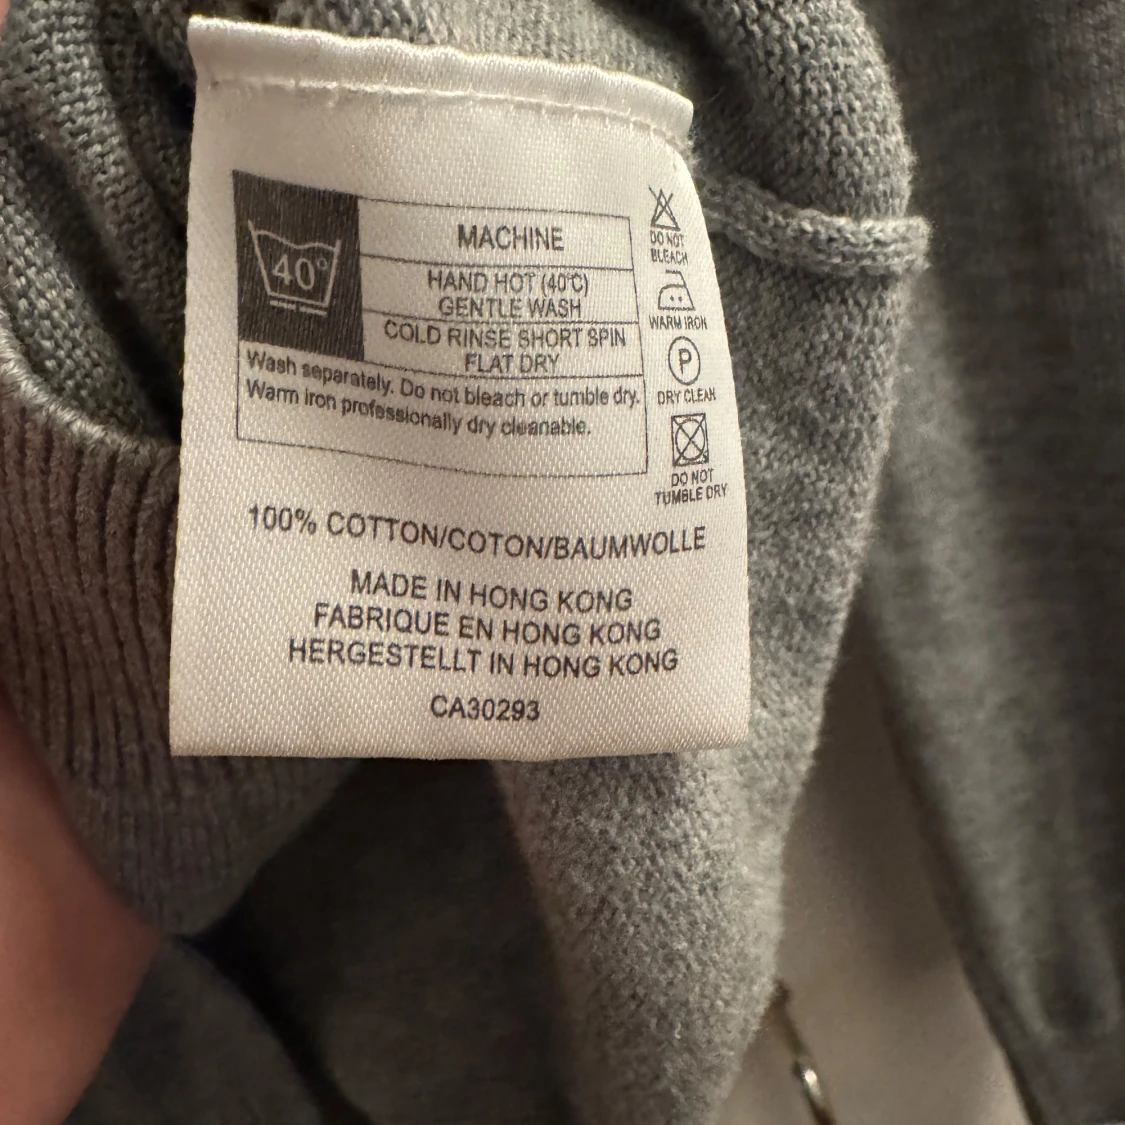 40°
MACHINE
HAND HOT (40°C)
GENTLE WASH
COLD RINSE SHORT SPIN
FLAT DRY
Wash separately. Do not bleach or tumble dry.
Warm iron professionally dry cleanable.
DO NOT
BLEACH
WARM IRON
P
DRY CLEAN
DO NOT
TUMBLE DRY
100% COTTON/COTON/BAUMWOLLE
MADE IN HONG KONG
FABRIQUE EN HONG KONG
HERGESTELLT IN HONG KONG
CA30293